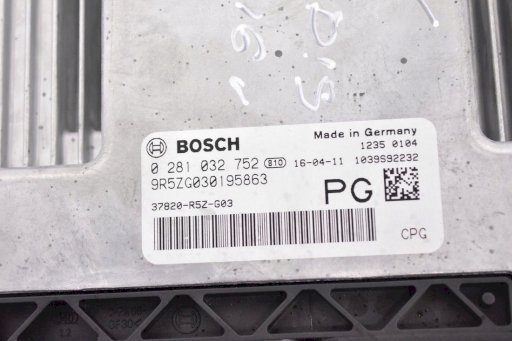 BOSCH
Made in Germany
1235 0104
0 281 032 752 B10 16-04-11 1039S92232
9R5ZG030195863
37820-R5Z-G03
PG
CPG